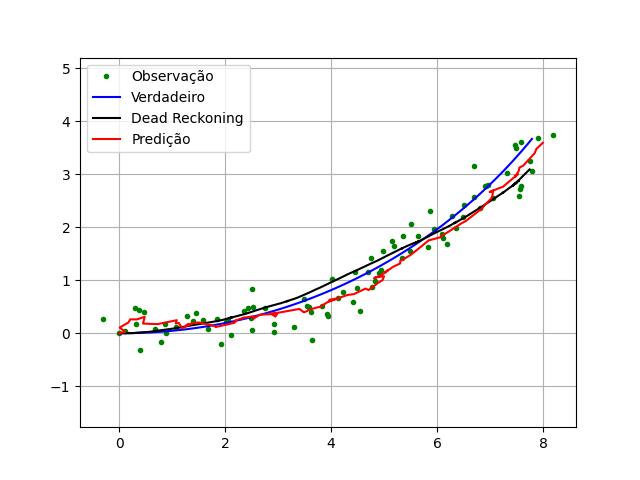 Observação
Verdadeiro
Dead Reckoning
Predição
5
4
3
2
1
0
−1
0 2 4 6 8